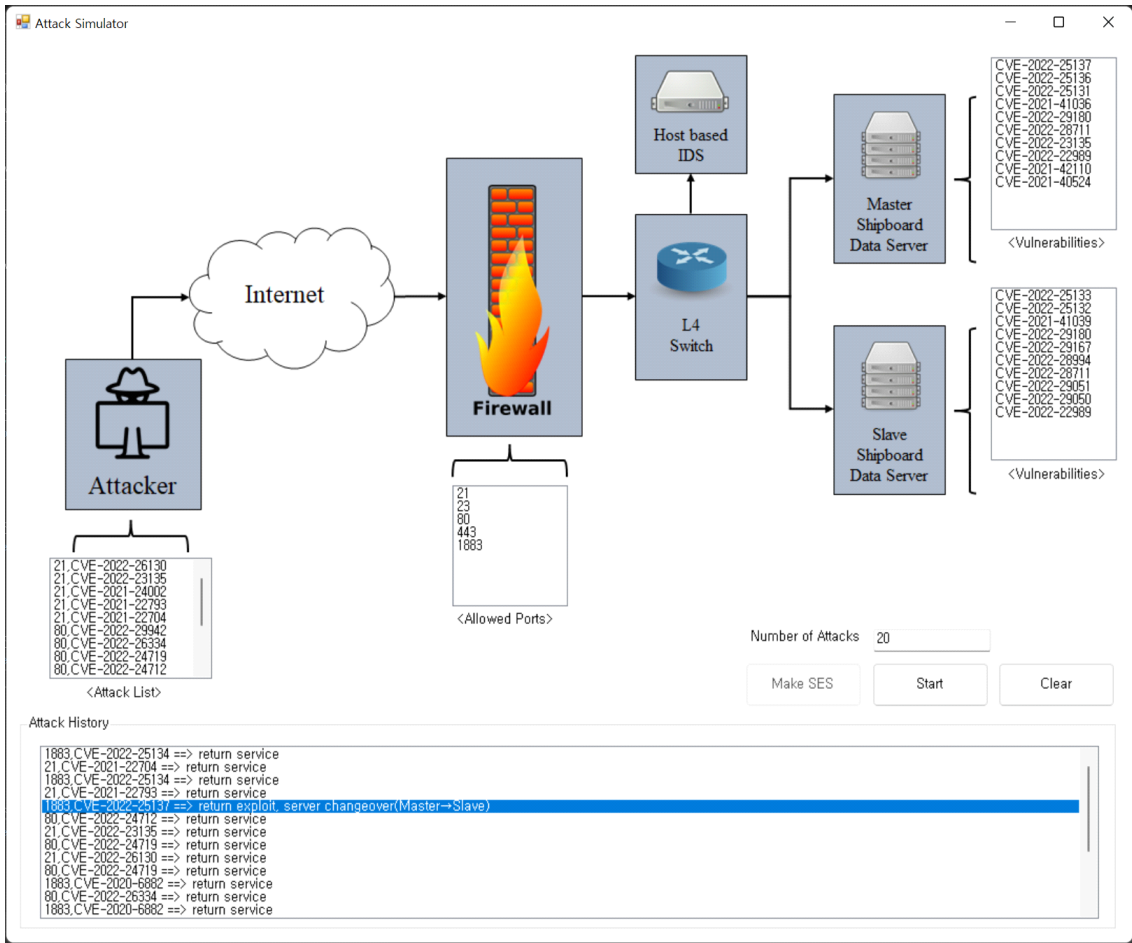 Attack Simulator
Host based
IDS
Master
Shipboard
Data Server
CVE-2022-25137
CVE-2022-25136
CVE-2022-25131
CVE-2021-41036
CVE-2022-29180
CVE-2022-28711
CVE-2022-23135
CVE-2022-22989
CVE-2021-42110
CVE-2021-40524
<Vulnerabilities>
Internet
Firewall
L4
Switch
Slave
Shipboard
Data Server
CVE-2022-25133
CVE-2022-25132
CVE-2021-41039
CVE-2022-29180
CVE-2022-29167
CVE-2022-28994
CVE-2022-28711
CVE-2022-29051
CVE-2022-29050
CVE-2022-22989
<Vulnerabilities>
Attacker
21
23
80
443
1883
<Allowed Ports>
21,CVE-2022-26130
21,CVE-2022-23135
21,CVE-2021-24002
21,CVE-2021-22793
21,CVE-2021-22704
80,CVE-2022-29942
80,CVE-2022-26334
80,CVE-2022-24719
80,CVE-2022-24712
<Attack List>
Number of Attacks 20
Make SES Start Clear
Attack History
1883,CVE-2022-25134 ==> return service
21,CVE-2021-22704 ==> return service
1883,CVE-2022-25134 ==> return service
21,CVE-2021-22793 ==> return service
1883,CVE-2022-25137 ==> return exploit, server changeover(Master→Slave)
80,CVE-2022-24712 ==> return service
21,CVE-2022-23135 ==> return service
80,CVE-2022-24719 ==> return service
21,CVE-2022-26130 ==> return service
80,CVE-2022-24719 ==> return service
1883,CVE-2020-6882 ==> return service
80,CVE-2022-26334 ==> return service
1883,CVE-2020-6882 ==> return service